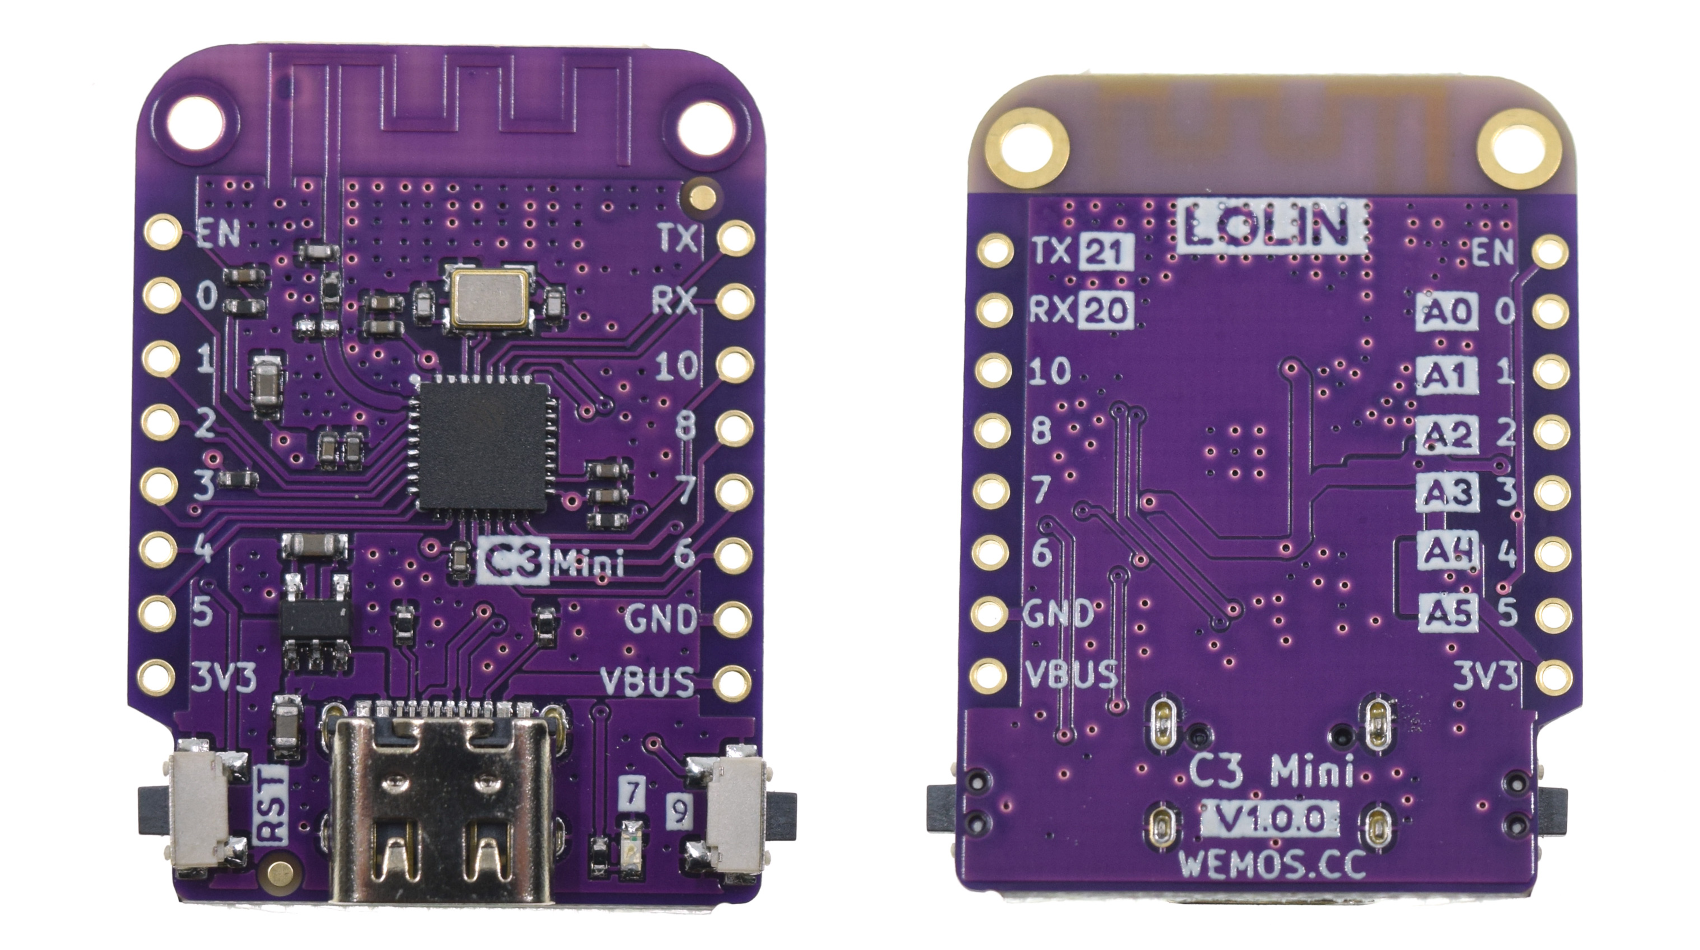 EN
0
1
2
3
4
5
3V3
TX
RX
10
8
7
6
GND
VBUS
C3 Mini
RST
7
9
LOLIN
TX 21
RX 20
10
8
7
6
GND
VBUS
EN
A0 0
A1 1
A2 2
A3 3
A4 4
A5 5
3V3
C3 Mini
V1.0.0
WEMOS.CC